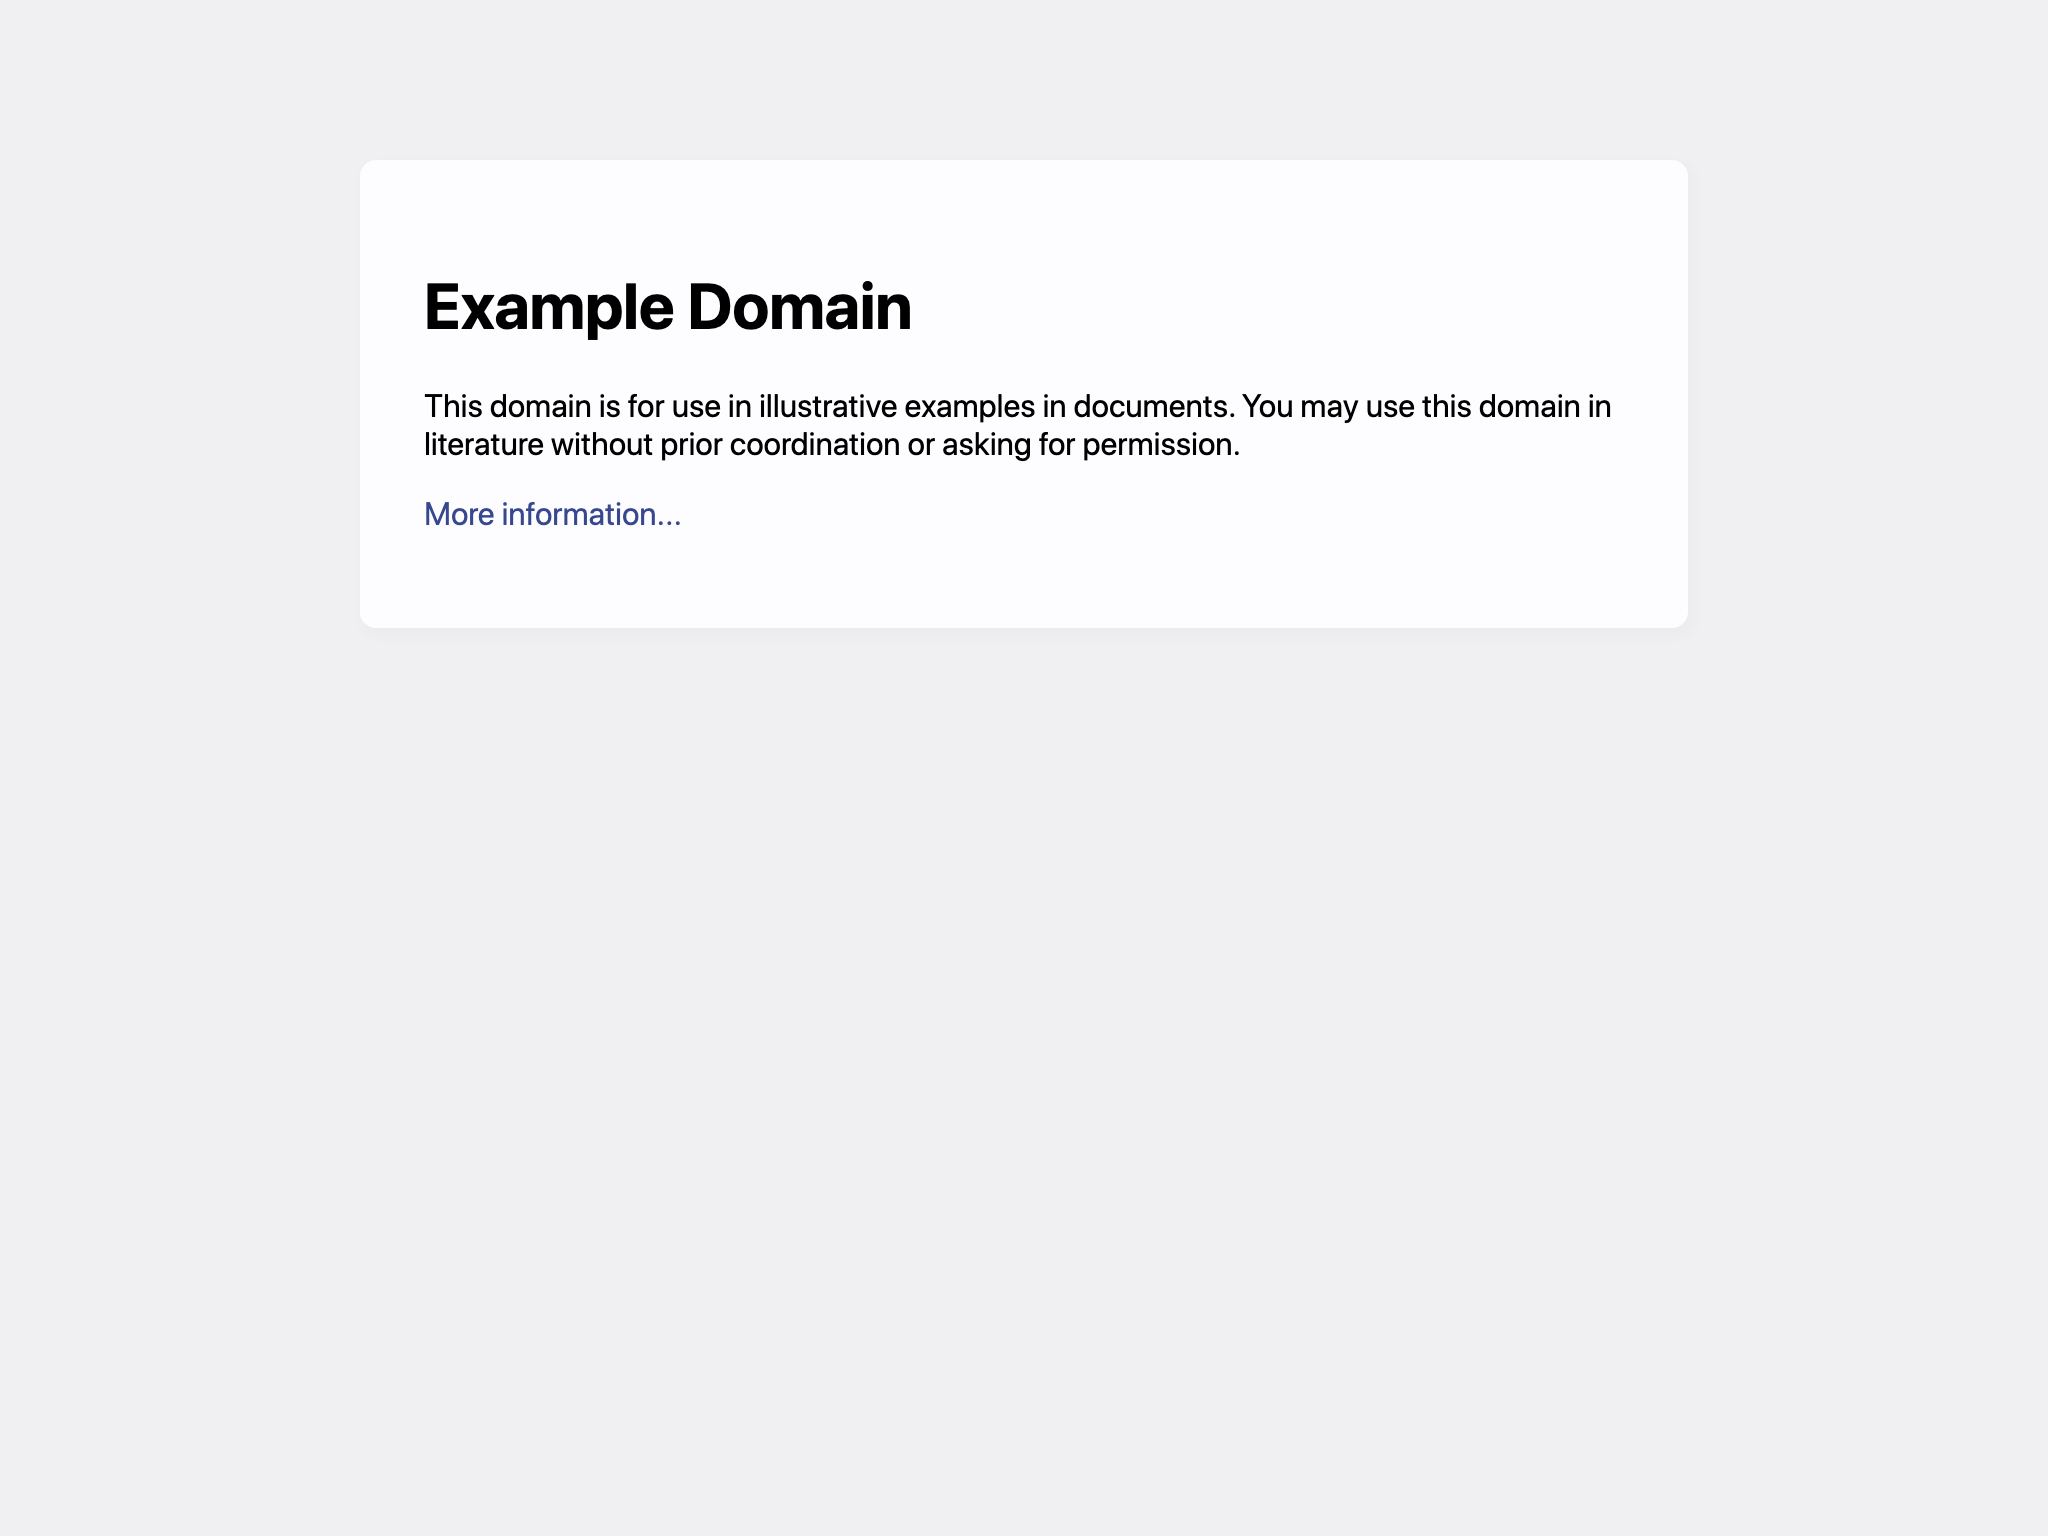 Example Domain
This domain is for use in illustrative examples in documents. You may use this domain in
literature without prior coordination or asking for permission.
More information...